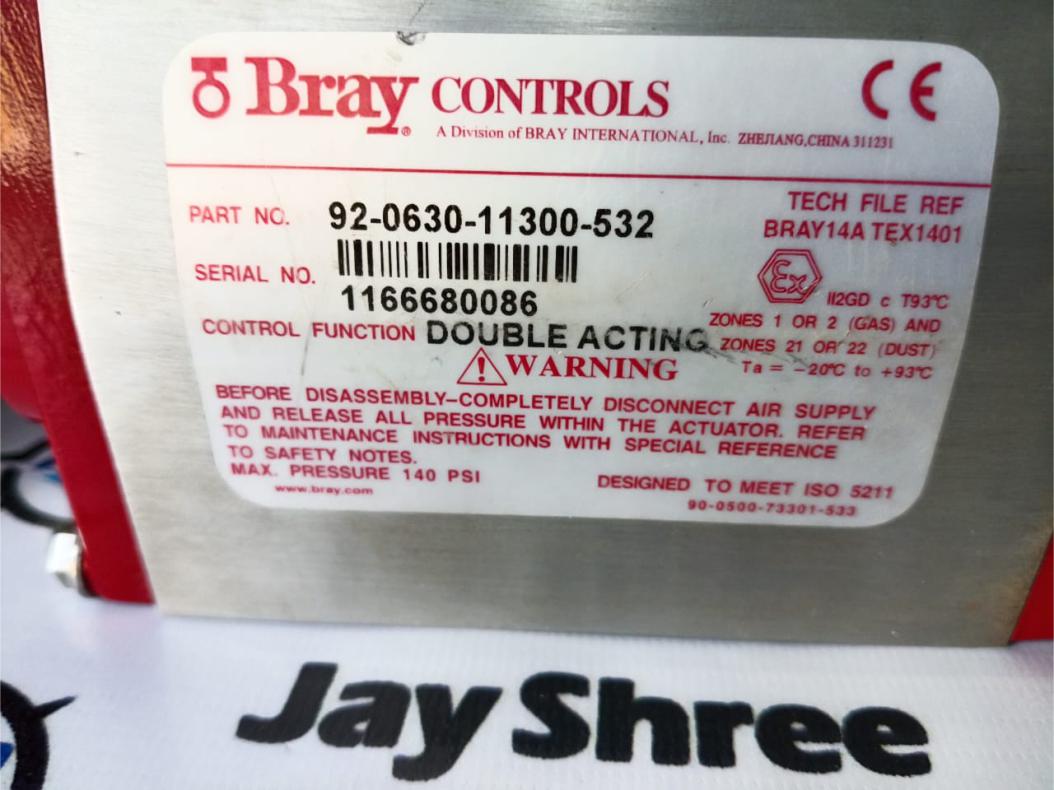 Bray® CONTROLS
CE
A Division of BRAY INTERNATIONAL, Inc. ZHEJIANG,CHINA 311231
PART NO. 92-0630-11300-532
TECH FILE REF
BRAY14A TEX1401
SERIAL NO.
1166680086
Ex II2GD c T93℃
CONTROL FUNCTION DOUBLE ACTING
ZONES 1 OR 2 (GAS) AND
ZONES 21 OR 22 (DUST)
Ta = -20℃ to +93℃
WARNING
BEFORE DISASSEMBLY-COMPLETELY DISCONNECT AIR SUPPLY
AND RELEASE ALL PRESSURE WITHIN THE ACTUATOR. REFER
TO MAINTENANCE INSTRUCTIONS WITH SPECIAL REFERENCE
TO SAFETY NOTES.
MAX. PRESSURE 140 PSI
www.bray.com
DESIGNED TO MEET ISO 5211
90-0500-73301-533
Jay Shree